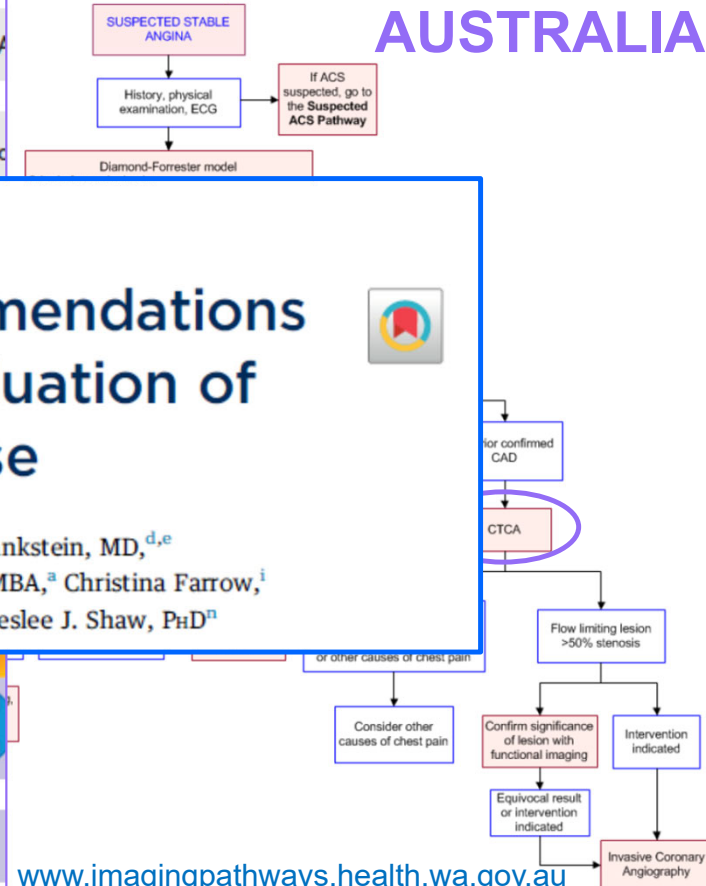 AUSTRALIA
SUSPECTED STABLE
ANGINA
History, physical
examination, ECG
If ACS
suspected, go to
the Suspected
ACS Pathway
Diamond-Forrester model
mendations
uation of
se
nkstein, MD,d,e
MBA,a Christina Farrow,i
eslee J. Shaw, PHDn
ior confirmed
CAD
CTCA
or other causes of chest pain
Flow limiting lesion
>50% stenosis
Consider other
causes of chest pain
Confirm significance
of lesion with
functional imaging
Intervention
indicated
Equivocal result
or intervention
indicated
Invasive Coronary
Angiography
www.imagingpathways.health.wa.gov.au